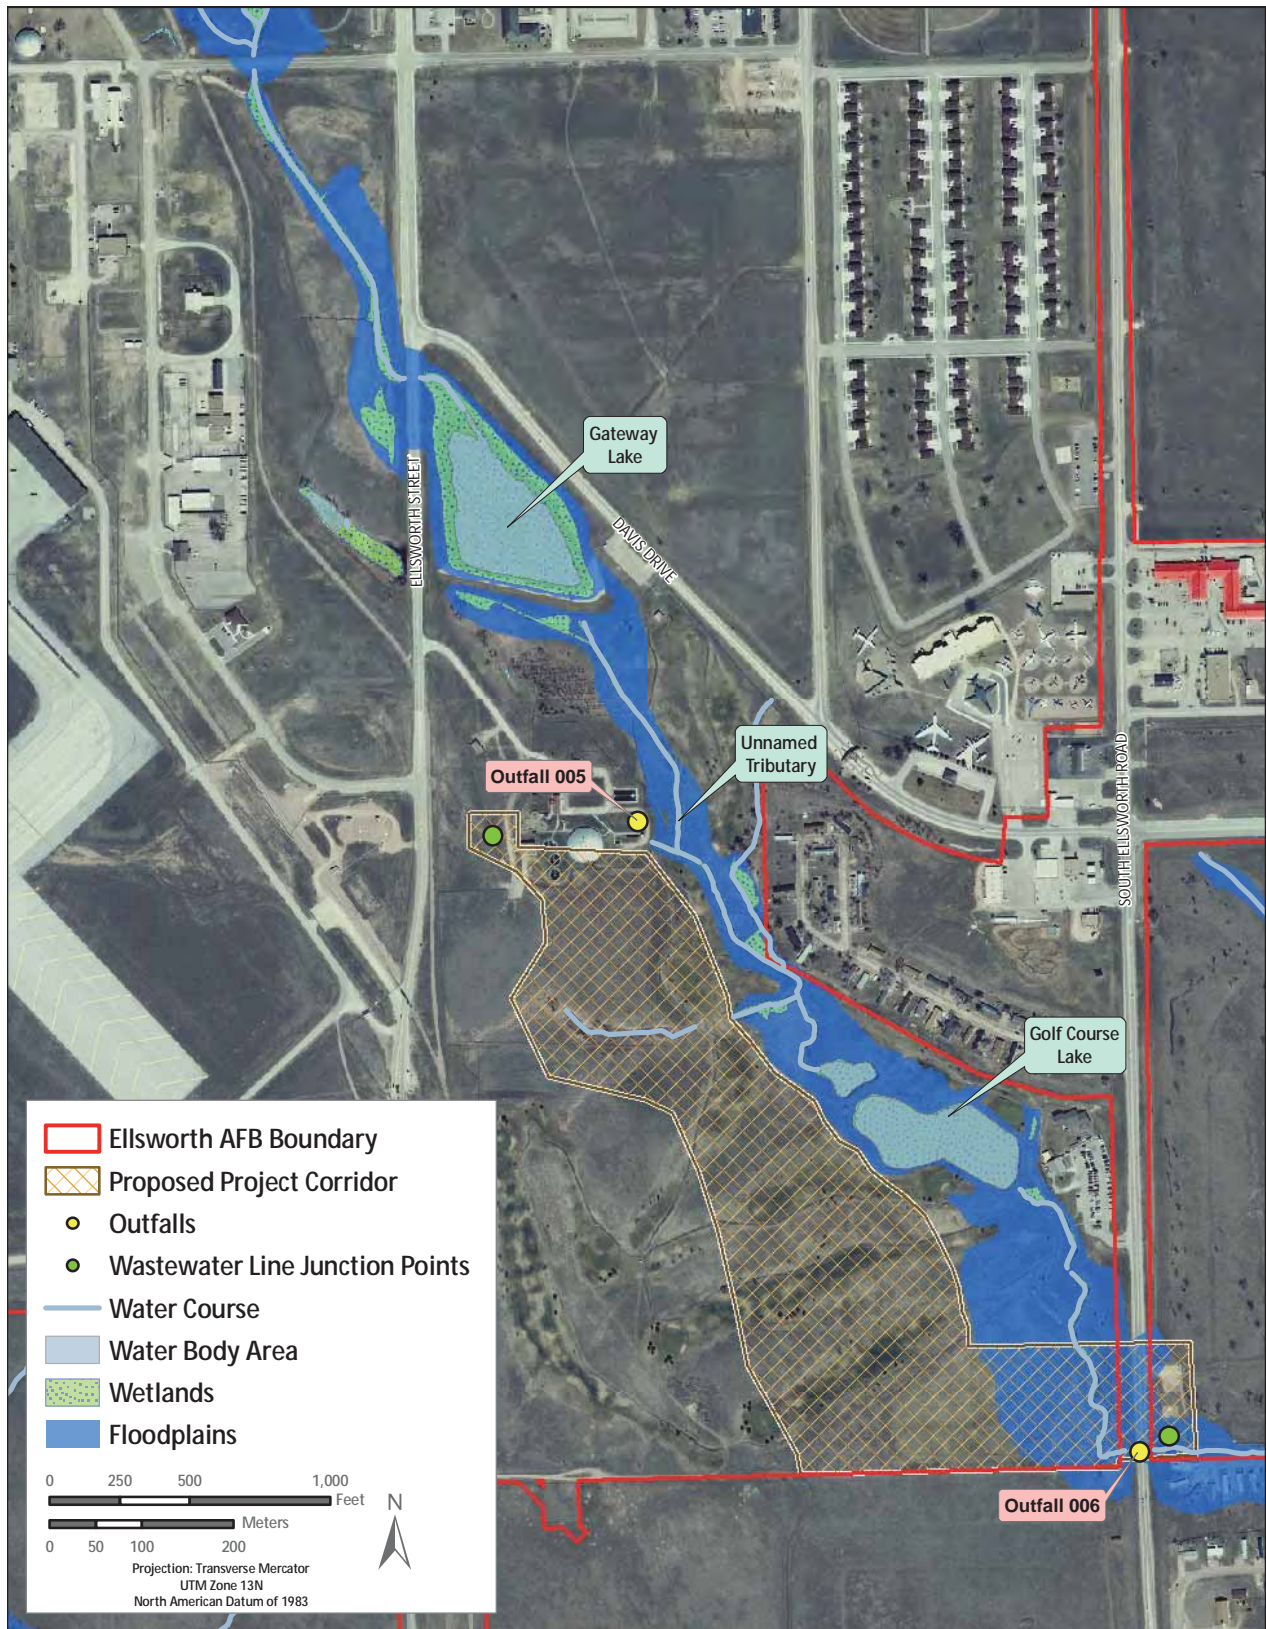 Gateway
Lake
ELLSWORTH STREET
DAVIS DRIVE
Unnamed
Tributary
Outfall 005
SOUTH ELLSWORTH ROAD
Golf Course
Lake
Outfall 006
Ellsworth AFB Boundary
Proposed Project Corridor
Outfalls
Wastewater Line Junction Points
Water Course
Water Body Area
Wetlands
Floodplains
0 250 500 1,000
Feet
Meters
0 50 100 200
N
Projection: Transverse Mercator
UTM Zone 13N
North American Datum of 1983